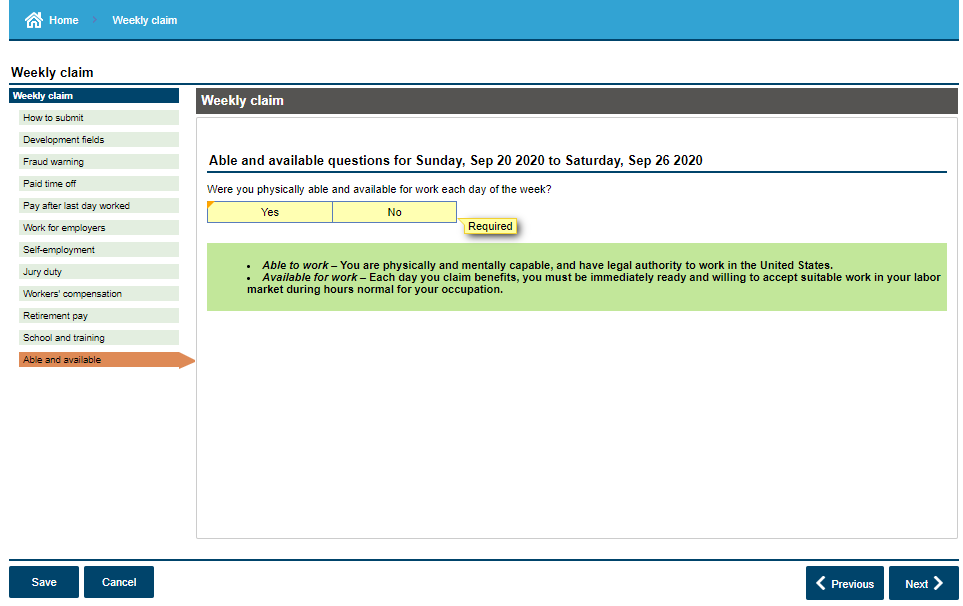 Home
Weekly claim
Weekly claim
Weekly claim
How to submit
Development fields
Fraud warning
Paid time off
Pay after last day worked
Work for employers
Self-employment
Jury duty
Workers' compensation
Retirement pay
School and training
Able and available
Weekly claim
Able and available questions for Sunday, Sep 20 2020 to Saturday, Sep 26 2020
Were you physically able and available for work each day of the week?
Yes No
Required
• Able to work – You are physically and mentally capable, and have legal authority to work in the United States.
• Available for work – Each day you claim benefits, you must be immediately ready and willing to accept suitable work in your labor
market during hours normal for your occupation.
Save Cancel Previous Next